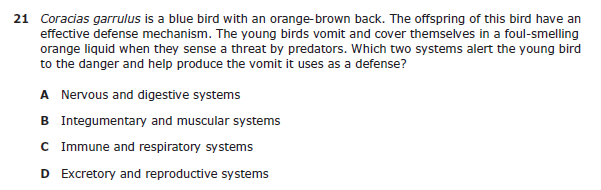 21 Coracias garrulus is a blue bird with an orange-brown back. The offspring of this bird have an
effective defense mechanism. The young birds vomit and cover themselves in a foul-smelling
orange liquid when they sense a threat by predators. Which two systems alert the young bird
to the danger and help produce the vomit it uses as a defense?
A Nervous and digestive systems
B Integumentary and muscular systems
C Immune and respiratory systems
D Excretory and reproductive systems